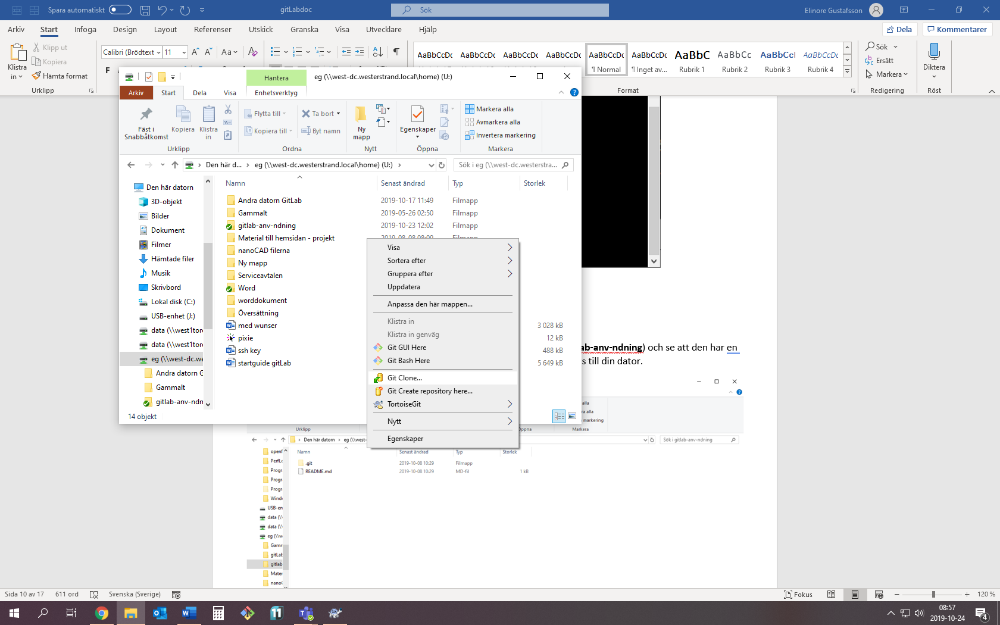 Spara automatiskt
gitLabdoc
Sök
Elinore Gustafsson
Arkiv Start Infoga Design Layout Referenser Utskick Granska Visa Utvecklare Hjälp
Dela Kommentarer
Klistra in
Klipp ut
Kopiera
Hämta format
Urklipp
Calibri (Brödtext 11
Aa
F
AaBbCcDc AaBbCcDc AaBbCcDc AaBbCcDc AaBbCcDc AaBbCcDc AaBbC AaBbCc AaBbCcI AaBbCcDc
¶ Normal ¶ Inget av... Rubrik 1 Rubrik 2 Rubrik 3 Rubrik 4
Format
Sök
Ersätt
Markera
Redigering
Diktera
Röst
Hantera
eg (\\west-dc.westerstrand.local\home) (U:)
Arkiv Start Dela Visa Enhetsverktyg
Fäst i Snabbåtkomst
Kopiera
Klistra in
Urklipp
Flytta till
Kopiera till
Ta bort
Byt namn
Ordna
Ny mapp
Nytt
Egenskaper
Öppna
Markera alla
Avmarkera alla
Invertera markering
Markera
Den här d... eg (\\west-dc.westerstrand.local\home) (U:)
Sök i eg (\\west-dc.westerstra...
Den här datorn
3D-objekt
Bilder
Dokument
Filmer
Hämtade filer
Musik
Skrivbord
Lokal disk (C:)
USB-enhet (J:)
data (\\west1tor
data (\\west1tor
eg (\\west-dc.we
Andra datorn G
Gammalt
gitlab-anv-ndn
Namn Senast ändrad Typ Storlek
Andra datorn GitLab 2019-10-17 11:49 Filmapp
Gammalt 2019-05-26 02:50 Filmapp
gitlab-anv-ndning 2019-10-23 12:02 Filmapp
Material till hemsidan - projekt 2019-08-08 08:09 Filmapp
nanoCAD filerna
Ny mapp
Serviceavtalen
Word
worddokument
Översättning
med wunser 3 028 kB
pixie 12 kB
ssh key 488 kB
startguide gitLab 5 649 kB
14 objekt
Visa
Sortera efter
Gruppera efter
Uppdatera
Anpassa den här mappen...
Klistra in
Klistra in genväg
Git GUI Here
Git Bash Here
Git Clone...
Git Create repository here...
TortoiseGit
Nytt
Egenskaper
ab-anv-ndning) och se att den har en
s till din dator.
alla
ra alla
markering
Urklipp
Öppna
Markera
Den här datorn eg (\\west-
Sök i gitlab-anv-ndning
Namn Senast ändrad Typ Storlek
.git 2019-10-08 10:29 Filmapp
README.md 2019-10-08 10:29 MD-fil 1 kB
openf
PerfLo
Progr
Progr
Progr
Windo
USB-en
data (\\
data (\\
eg (\\w
Gamr
gitLab
gitlab
Mater
nanoC
Sida 10 av 17 611 ord Svenska (Sverige)
Fokus
120 %
08:57
2019-10-24
4